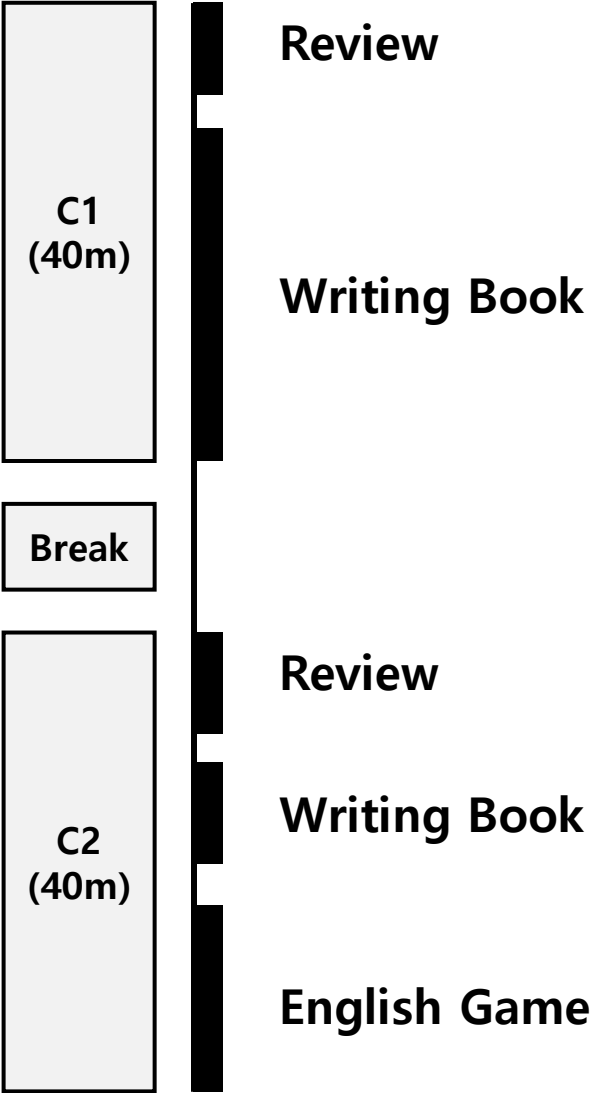 Review
C1
(40m)
Writing Book
Break
Review
Writing Book
C2
(40m)
English Game